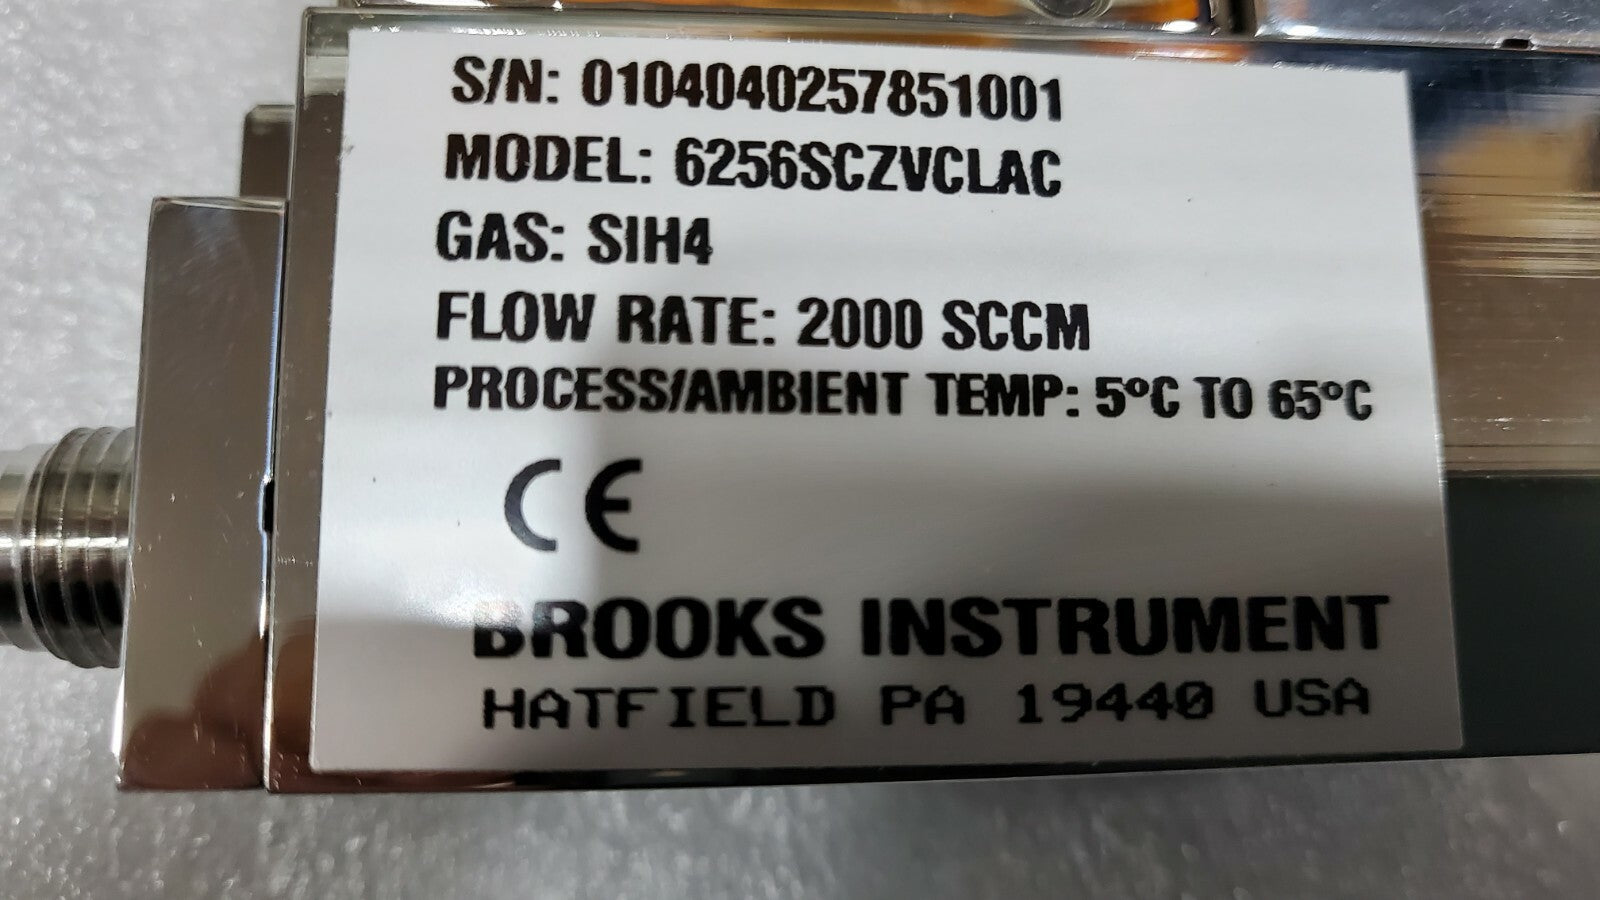 S/N: 0104040257851001
MODEL: 6256SCZVCLAC
GAS: SIH4
FLOW RATE: 2000 SCCM
PROCESS/AMBIENT TEMP: 5°C TO 65°C
CE
BROOKS INSTRUMENT
HATFIELD PA 19440 USA